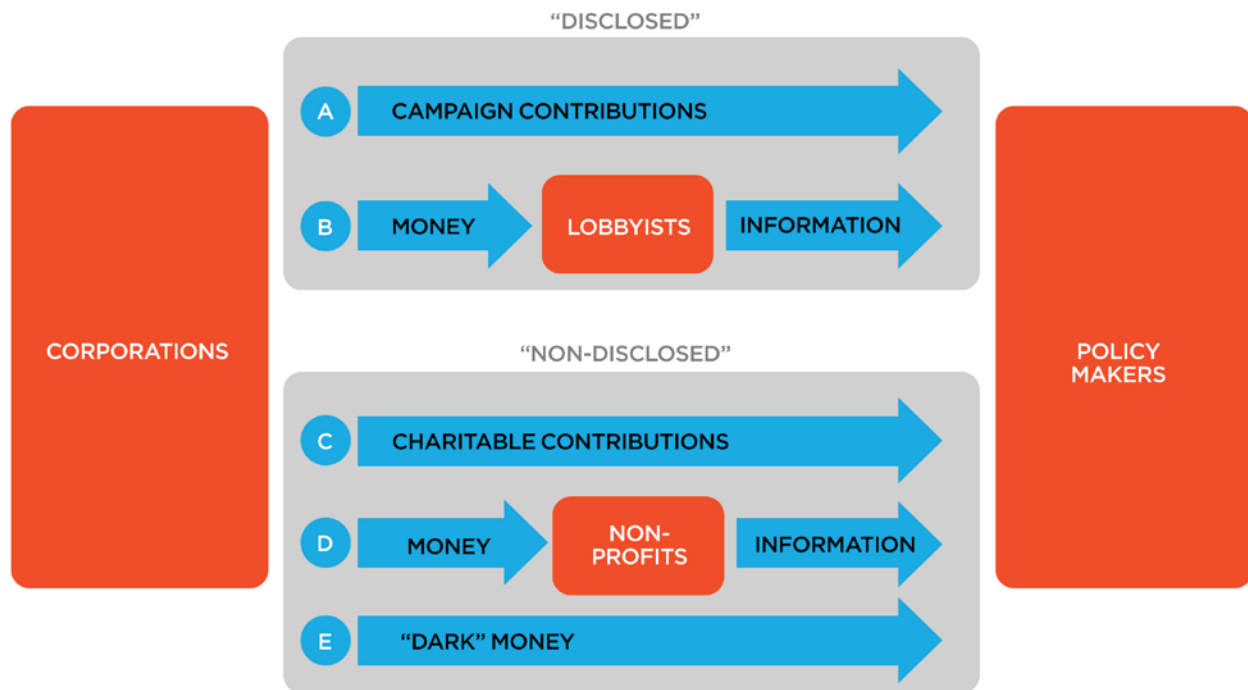 “DISCLOSED”
A
CAMPAIGN CONTRIBUTIONS
B
MONEY
LOBBYISTS
INFORMATION
CORPORATIONS
POLICY
MAKERS
“NON-DISCLOSED”
C
CHARITABLE CONTRIBUTIONS
D
MONEY
NON-
PROFITS
INFORMATION
E
“DARK” MONEY